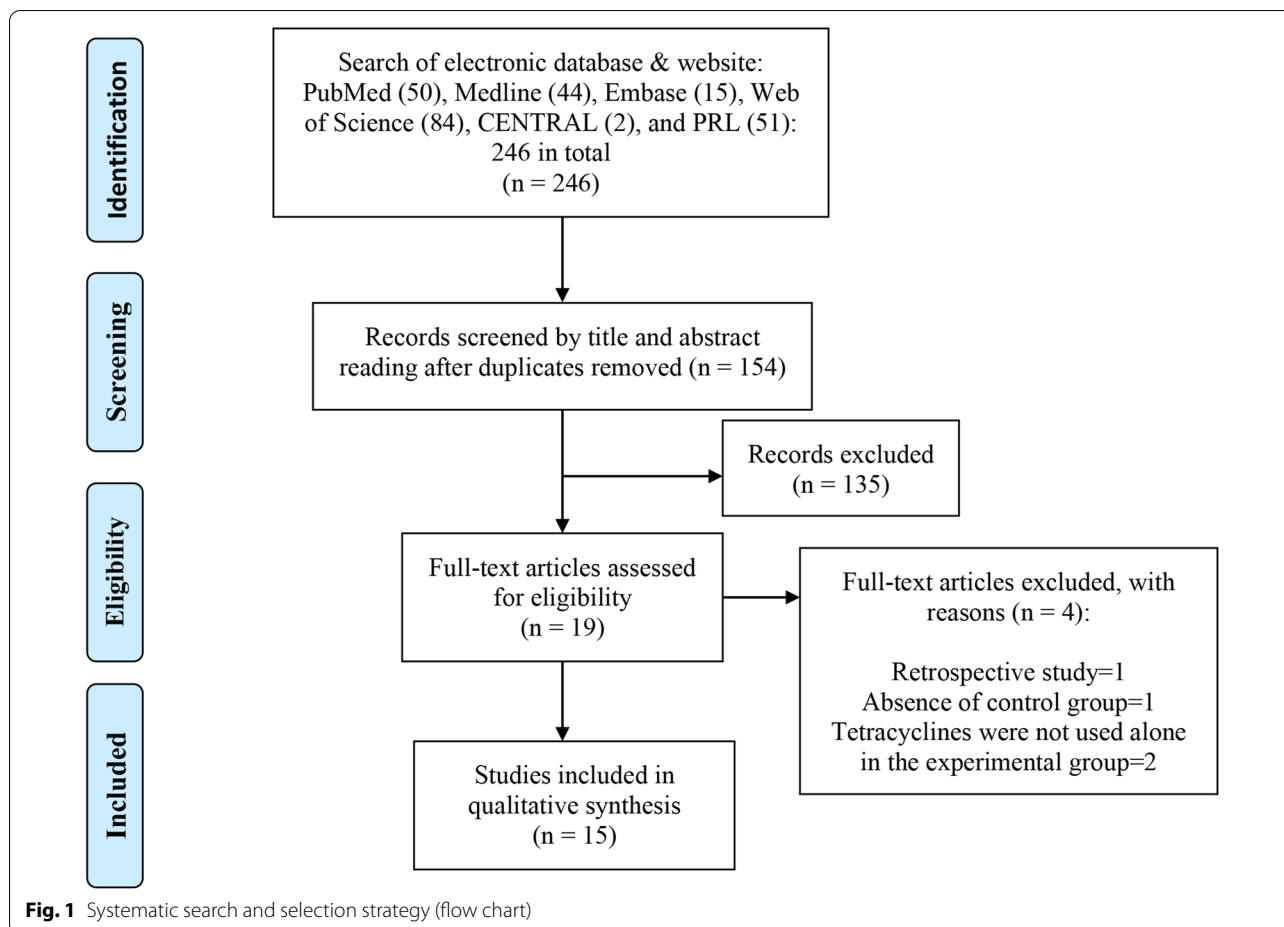 Identification
Search of electronic database & website:
PubMed (50), Medline (44), Embase (15), Web
of Science (84), CENTRAL (2), and PRL (51):
246 in total
(n = 246)
Screening
Records screened by title and abstract
reading after duplicates removed (n = 154)
Records excluded
(n = 135)
Eligibility
Full-text articles assessed
for eligibility
(n = 19)
Full-text articles excluded, with
reasons (n = 4):
Retrospective study=1
Absence of control group=1
Tetracyclines were not used alone
in the experimental group=2
Included
Studies included in
qualitative synthesis
(n = 15)
Fig. 1 Systematic search and selection strategy (flow chart)